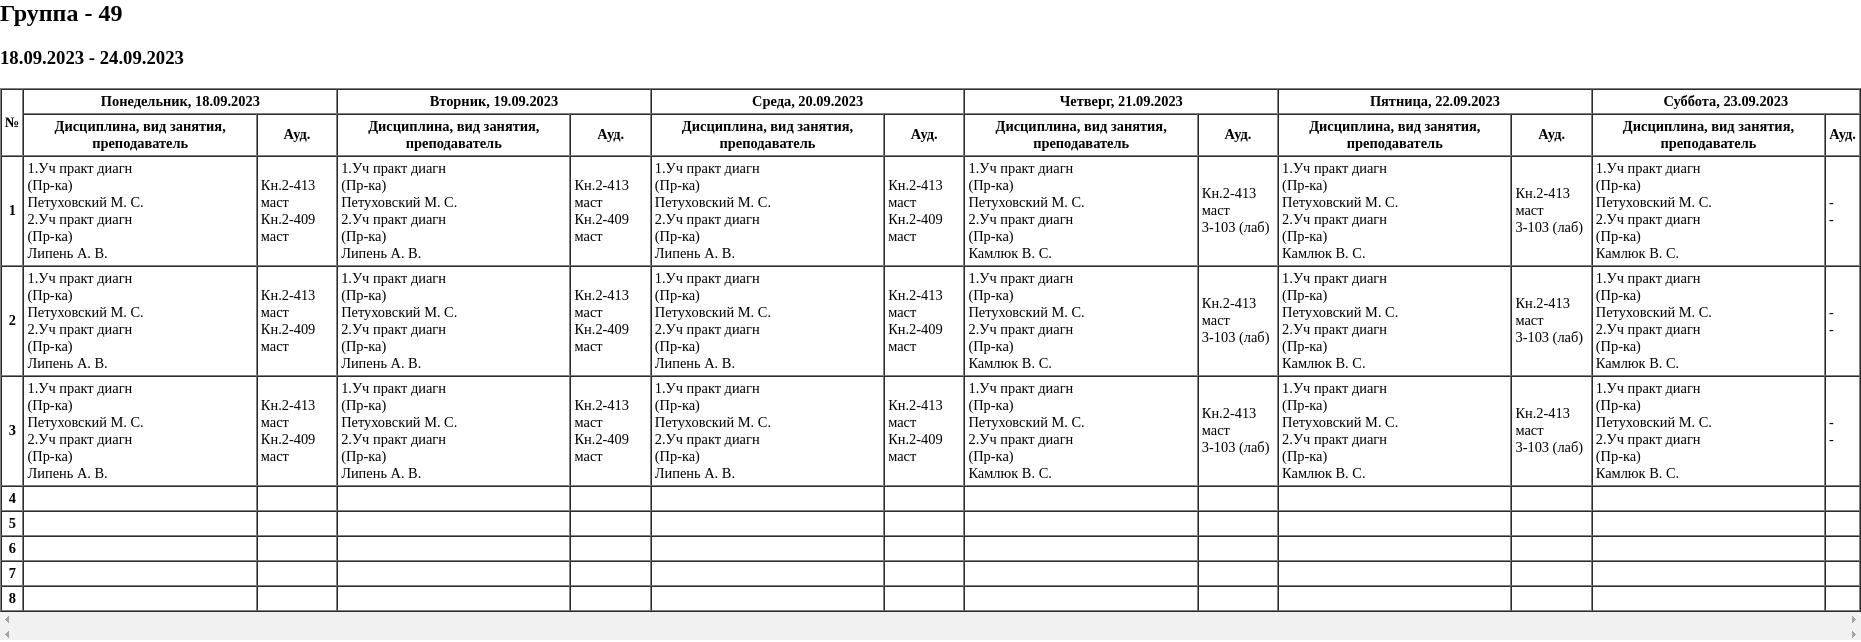 Группа - 49
18.09.2023 - 24.09.2023
№
Понедельник, 18.09.2023
Вторник, 19.09.2023
Среда, 20.09.2023
Четверг, 21.09.2023
Пятница, 22.09.2023
Суббота, 23.09.2023
Дисциплина, вид занятия,
преподаватель
Ауд.
Дисциплина, вид занятия,
преподаватель
Ауд.
Дисциплина, вид занятия,
преподаватель
Ауд.
Дисциплина, вид занятия,
преподаватель
Ауд.
Дисциплина, вид занятия,
преподаватель
Ауд.
Дисциплина, вид занятия,
преподаватель
Ауд.
1
1.Уч практ диагн
(Пр-ка)
Петуховский М. С.
2.Уч практ диагн
(Пр-ка)
Липень А. В.
Кн.2-413
маст
Кн.2-409
маст
1.Уч практ диагн
(Пр-ка)
Петуховский М. С.
2.Уч практ диагн
(Пр-ка)
Липень А. В.
Кн.2-413
маст
Кн.2-409
маст
1.Уч практ диагн
(Пр-ка)
Петуховский М. С.
2.Уч практ диагн
(Пр-ка)
Липень А. В.
Кн.2-413
маст
Кн.2-409
маст
1.Уч практ диагн
(Пр-ка)
Петуховский М. С.
2.Уч практ диагн
(Пр-ка)
Камлюк В. С.
Кн.2-413
маст
3-103 (лаб)
1.Уч практ диагн
(Пр-ка)
Петуховский М. С.
2.Уч практ диагн
(Пр-ка)
Камлюк В. С.
Кн.2-413
маст
3-103 (лаб)
1.Уч практ диагн
(Пр-ка)
Петуховский М. С.
2.Уч практ диагн
(Пр-ка)
Камлюк В. С.
-
-
2
1.Уч практ диагн
(Пр-ка)
Петуховский М. С.
2.Уч практ диагн
(Пр-ка)
Липень А. В.
Кн.2-413
маст
Кн.2-409
маст
1.Уч практ диагн
(Пр-ка)
Петуховский М. С.
2.Уч практ диагн
(Пр-ка)
Липень А. В.
Кн.2-413
маст
Кн.2-409
маст
1.Уч практ диагн
(Пр-ка)
Петуховский М. С.
2.Уч практ диагн
(Пр-ка)
Липень А. В.
Кн.2-413
маст
Кн.2-409
маст
1.Уч практ диагн
(Пр-ка)
Петуховский М. С.
2.Уч практ диагн
(Пр-ка)
Камлюк В. С.
Кн.2-413
маст
3-103 (лаб)
1.Уч практ диагн
(Пр-ка)
Петуховский М. С.
2.Уч практ диагн
(Пр-ка)
Камлюк В. С.
Кн.2-413
маст
3-103 (лаб)
1.Уч практ диагн
(Пр-ка)
Петуховский М. С.
2.Уч практ диагн
(Пр-ка)
Камлюк В. С.
-
-
3
1.Уч практ диагн
(Пр-ка)
Петуховский М. С.
2.Уч практ диагн
(Пр-ка)
Липень А. В.
Кн.2-413
маст
Кн.2-409
маст
1.Уч практ диагн
(Пр-ка)
Петуховский М. С.
2.Уч практ диагн
(Пр-ка)
Липень А. В.
Кн.2-413
маст
Кн.2-409
маст
1.Уч практ диагн
(Пр-ка)
Петуховский М. С.
2.Уч практ диагн
(Пр-ка)
Липень А. В.
Кн.2-413
маст
Кн.2-409
маст
1.Уч практ диагн
(Пр-ка)
Петуховский М. С.
2.Уч практ диагн
(Пр-ка)
Камлюк В. С.
Кн.2-413
маст
3-103 (лаб)
1.Уч практ диагн
(Пр-ка)
Петуховский М. С.
2.Уч практ диагн
(Пр-ка)
Камлюк В. С.
Кн.2-413
маст
3-103 (лаб)
1.Уч практ диагн
(Пр-ка)
Петуховский М. С.
2.Уч практ диагн
(Пр-ка)
Камлюк В. С.
-
-
4
5
6
7
8